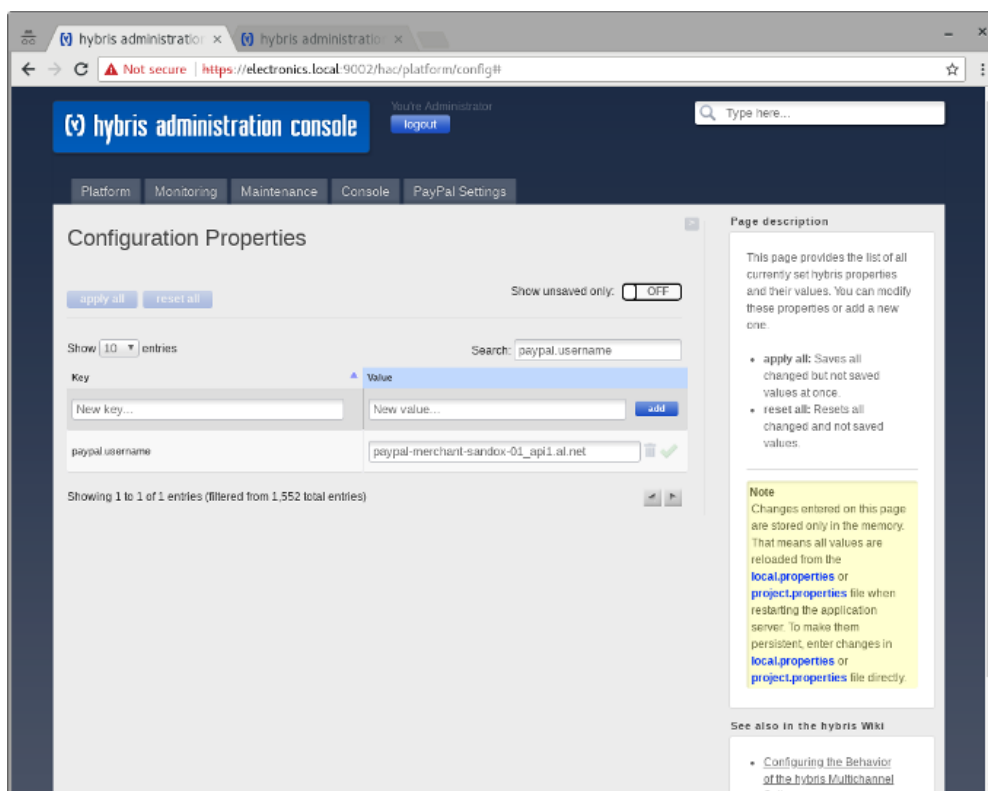 hybris administratio ×
hybris administratio ×
Not secure | https://electronics.local:9002/hac/platform/config#
You're Administrator
hybris administration console
logout
Type here...
Platform
Monitoring
Maintenance
Console
PayPal Settings
Configuration Properties
apply all
reset all
Show unsaved only:
OFF
Show 10 entries
Search: paypal.username
Key
Value
New key...
New value...
add
paypal.username
paypal-merchant-sandox-01_api1.al.net
Showing 1 to 1 of 1 entries (filtered from 1,552 total entries)
Page description
This page provides the list of all
currently set hybris properties
and their values. You can modify
these properties or add a new
one.
• apply all: Saves all
changed but not saved
values at once.
• reset all: Resets all
changed and not saved
values.
Note
Changes entered on this page
are stored only in the memory.
That means all values are
reloaded from the
local.properties or
project.properties file when
restarting the application
server. To make them
persistent, enter changes in
local.properties or
project.properties file directly.
See also in the hybris Wiki
• Configuring the Behavior
of the hybris Multichannel